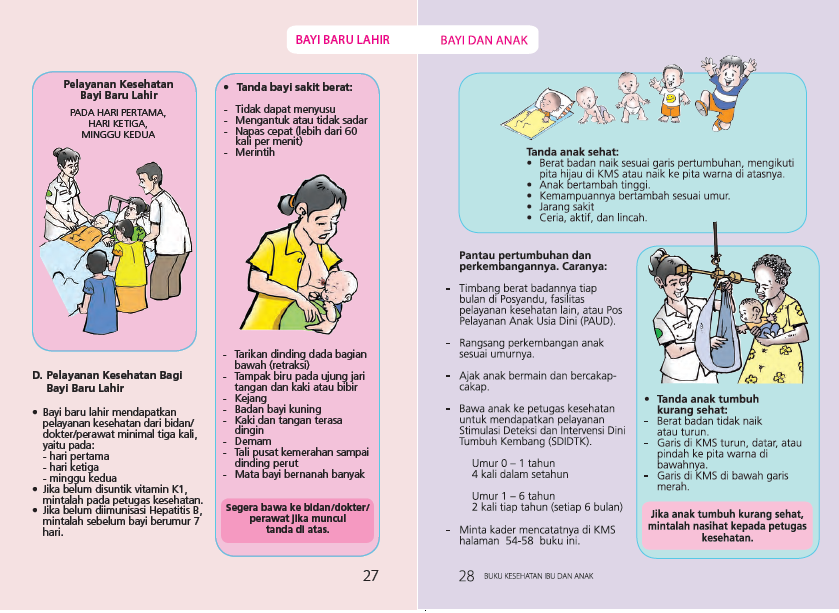 BAYI BARU LAHIR
Pelayanan Kesehatan
Bayi Baru Lahir
PADA HARI PERTAMA,
HARI KETIGA,
MINGGU KEDUA
D. Pelayanan Kesehatan Bagi
Bayi Baru Lahir
• Bayi baru lahir mendapatkan
pelayanan kesehatan dari bidan/
dokter/perawat minimal tiga kali,
yaitu pada:
- hari pertama
- hari ketiga
- minggu kedua
• Jika belum disuntik vitamin K1,
mintalah pada petugas kesehatan.
• Jika belum diimunisasi Hepatitis B,
mintalah sebelum bayi berumur 7
hari.
• Tanda bayi sakit berat:
- Tidak dapat menyusu
- Mengantuk atau tidak sadar
- Napas cepat (lebih dari 60
kali per menit)
- Merintih
- Tarikan dinding dada bagian
bawah (retraksi)
- Tampak biru pada ujung jari
tangan dan kaki atau bibir
- Kejang
- Badan bayi kuning
- Kaki dan tangan terasa
dingin
- Demam
- Tali pusat kemerahan sampai
dinding perut
- Mata bayi bernanah banyak
Segera bawa ke bidan/dokter/
perawat jika muncul
tanda di atas.
27
BAYI DAN ANAK
Tanda anak sehat:
• Berat badan naik sesuai garis pertumbuhan, mengikuti
pita hijau di KMS atau naik ke pita warna di atasnya.
• Anak bertambah tinggi.
• Kemampuannya bertambah sesuai umur.
• Jarang sakit
• Ceria, aktif, dan lincah.
Pantau pertumbuhan dan
perkembangannya. Caranya:
- Timbang berat badannya tiap
bulan di Posyandu, fasilitas
pelayanan kesehatan lain, atau Pos
Pelayanan Anak Usia Dini (PAUD).
- Rangsang perkembangan anak
sesuai umurnya.
- Ajak anak bermain dan bercakap-
cakap.
- Bawa anak ke petugas kesehatan
untuk mendapatkan pelayanan
Stimulasi Deteksi dan Intervensi Dini
Tumbuh Kembang (SDIDTK).
Umur 0 – 1 tahun
4 kali dalam setahun
Umur 1 – 6 tahun
2 kali tiap tahun (setiap 6 bulan)
- Minta kader mencatatnya di KMS
halaman 54-58 buku ini.
• Tanda anak tumbuh
kurang sehat:
- Berat badan tidak naik
atau turun.
- Garis di KMS turun, datar, atau
pindah ke pita warna di
bawahnya.
- Garis di KMS di bawah garis
merah.
Jika anak tumbuh kurang sehat,
mintalah nasihat kepada petugas
kesehatan.
28 BUKU KESEHATAN IBU DAN ANAK